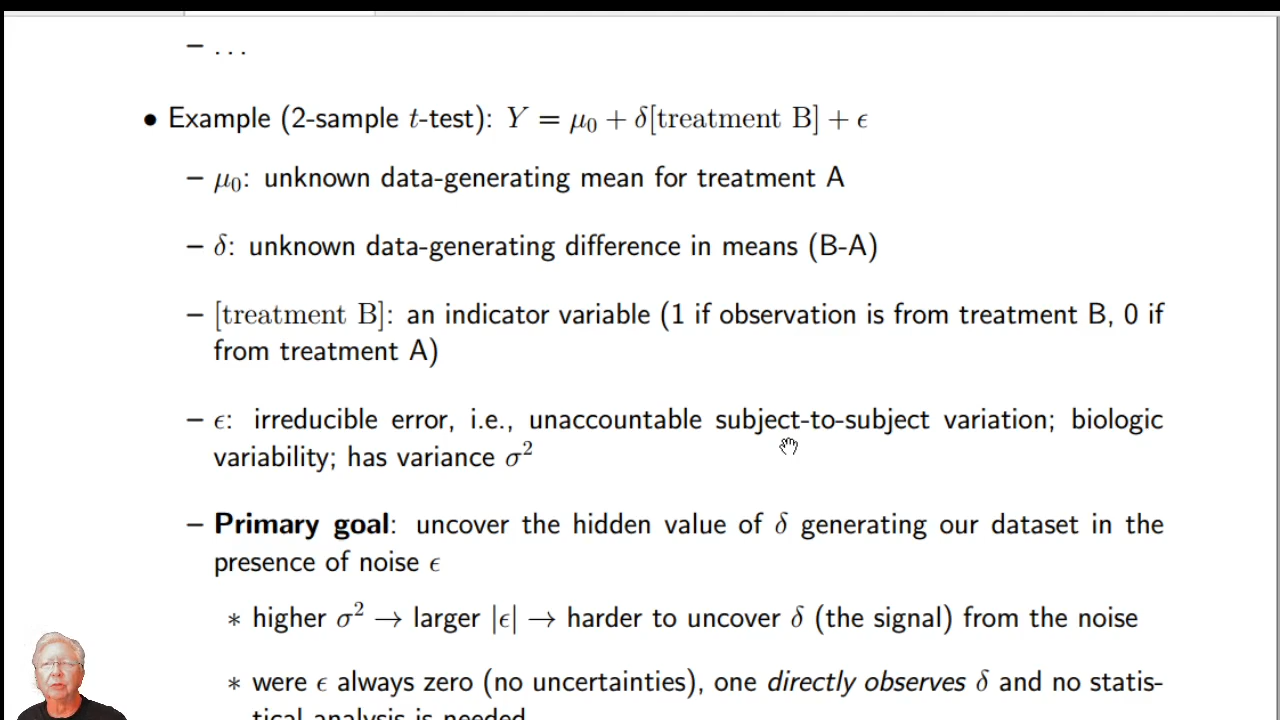 – . . .
• Example (2-sample t-test): Y = μ₀ + δ[treatment B] + ϵ
– μ₀: unknown data-generating mean for treatment A
– δ: unknown data-generating difference in means (B-A)
– [treatment B]: an indicator variable (1 if observation is from treatment B, 0 if
from treatment A)
– ϵ: irreducible error, i.e., unaccountable subject-to-subject variation; biologic
variability; has variance σ²
– Primary goal: uncover the hidden value of δ generating our dataset in the
presence of noise ϵ
∗ higher σ² → larger |ϵ| → harder to uncover δ (the signal) from the noise
∗ were ϵ always zero (no uncertainties), one directly observes δ and no statis-
tical analysis is needed